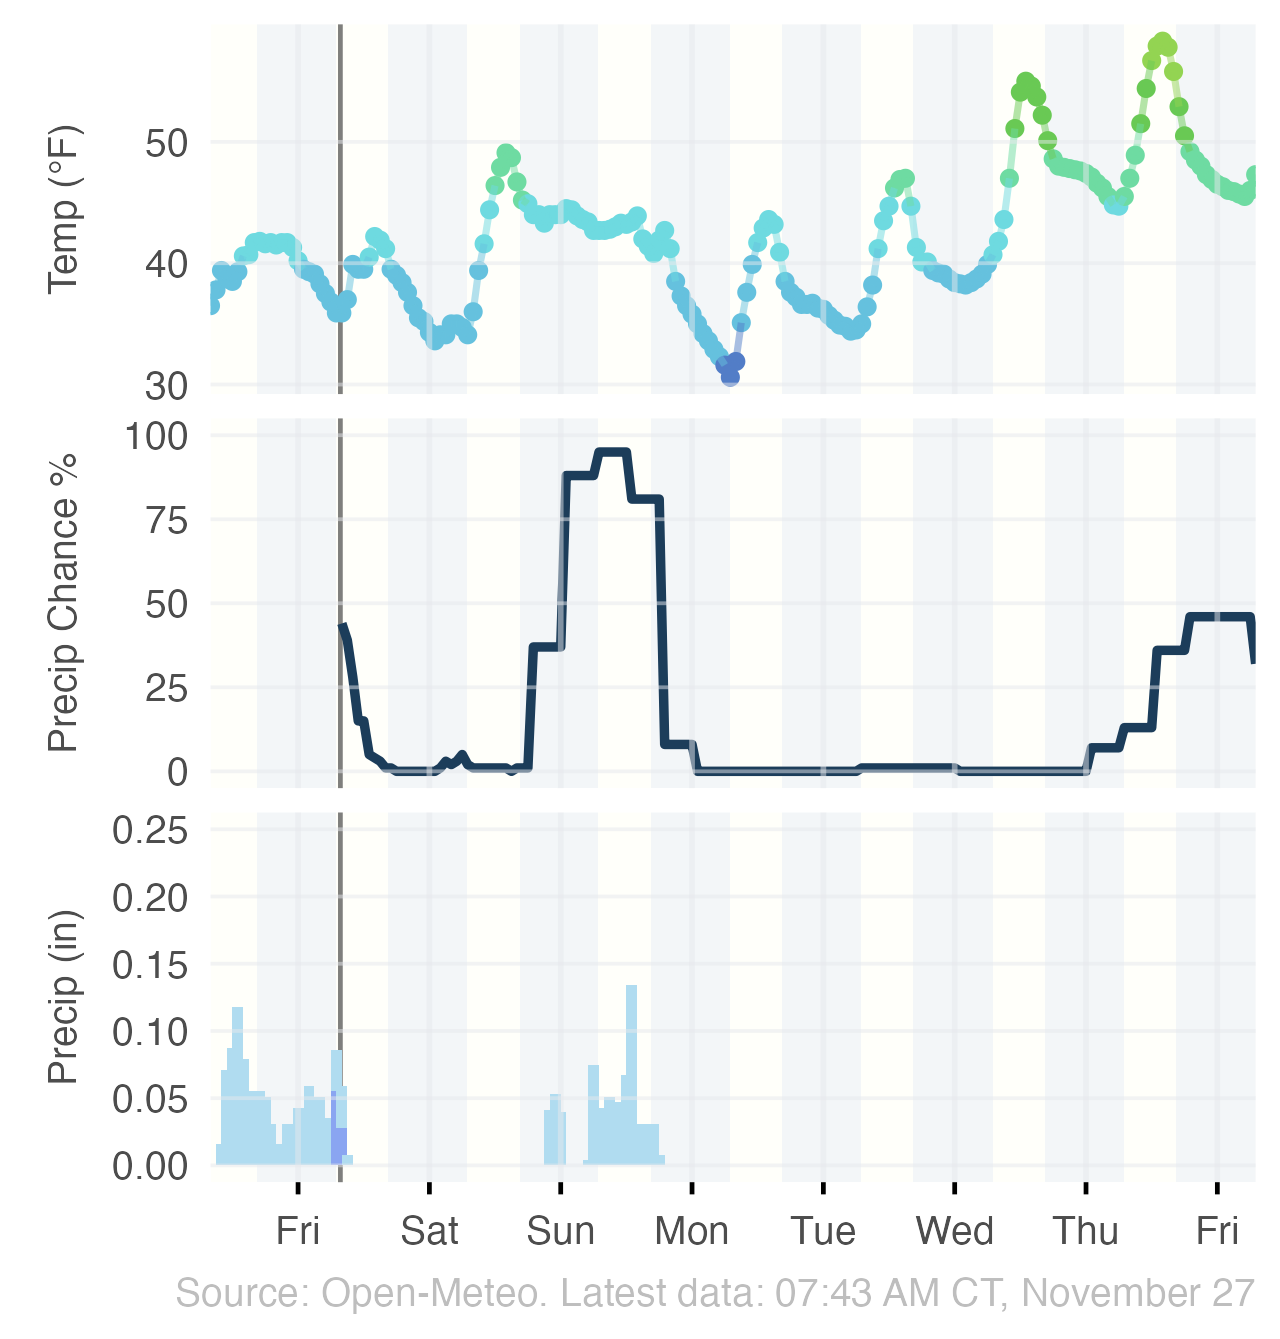 Temp (°F)
50
40
30
Precip Chance %
100
75
50
25
0
Precip (in)
0.25
0.20
0.15
0.10
0.05
0.00
Fri Sat Sun Mon Tue Wed Thu Fri
Source: Open-Meteo. Latest data: 07:43 AM CT, November 27